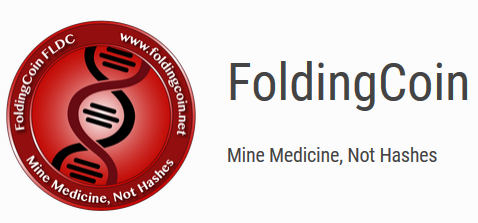 FoldingCoin FLDC
www.foldingcoin.net
Mine Medicine, Not Hashes
FoldingCoin
Mine Medicine, Not Hashes